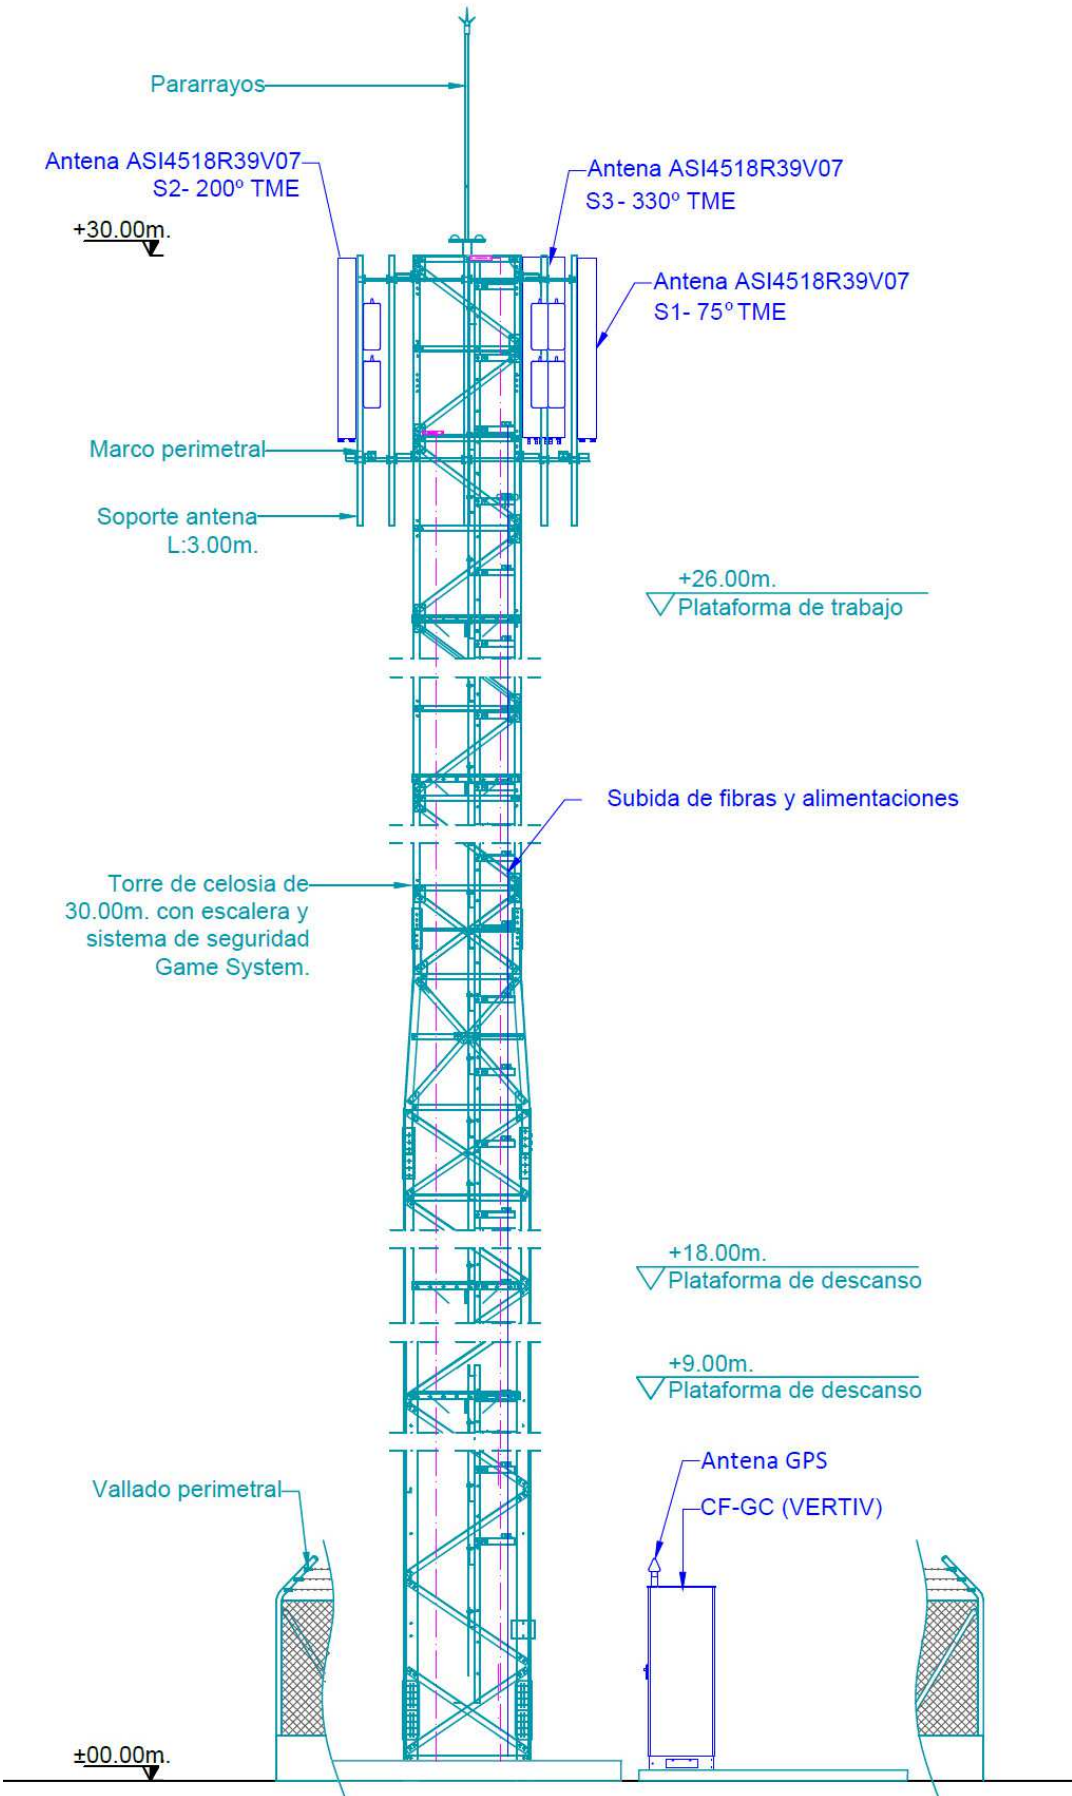 Pararrayos
Antena ASI4518R39V07
S2- 200º TME
Antena ASI4518R39V07
S3- 330º TME
+30.00m.
Antena ASI4518R39V07
S1- 75º TME
Marco perimetral
Soporte antena
L:3.00m.
+26.00m.
Plataforma de trabajo
Subida de fibras y alimentaciones
Torre de celosia de
30.00m. con escalera y
sistema de seguridad
Game System.
+18.00m.
Plataforma de descanso
+9.00m.
Plataforma de descanso
Antena GPS
Vallado perimetral
CF-GC (VERTIV)
±00.00m.